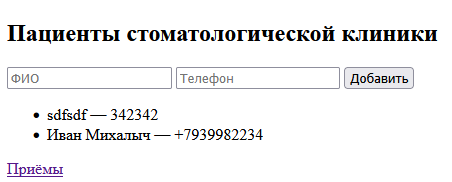 Пациенты стоматологической клиники
ФИО Телефон Добавить
sdfsdf — 342342
Иван Михалыч — +7939982234
Приёмы